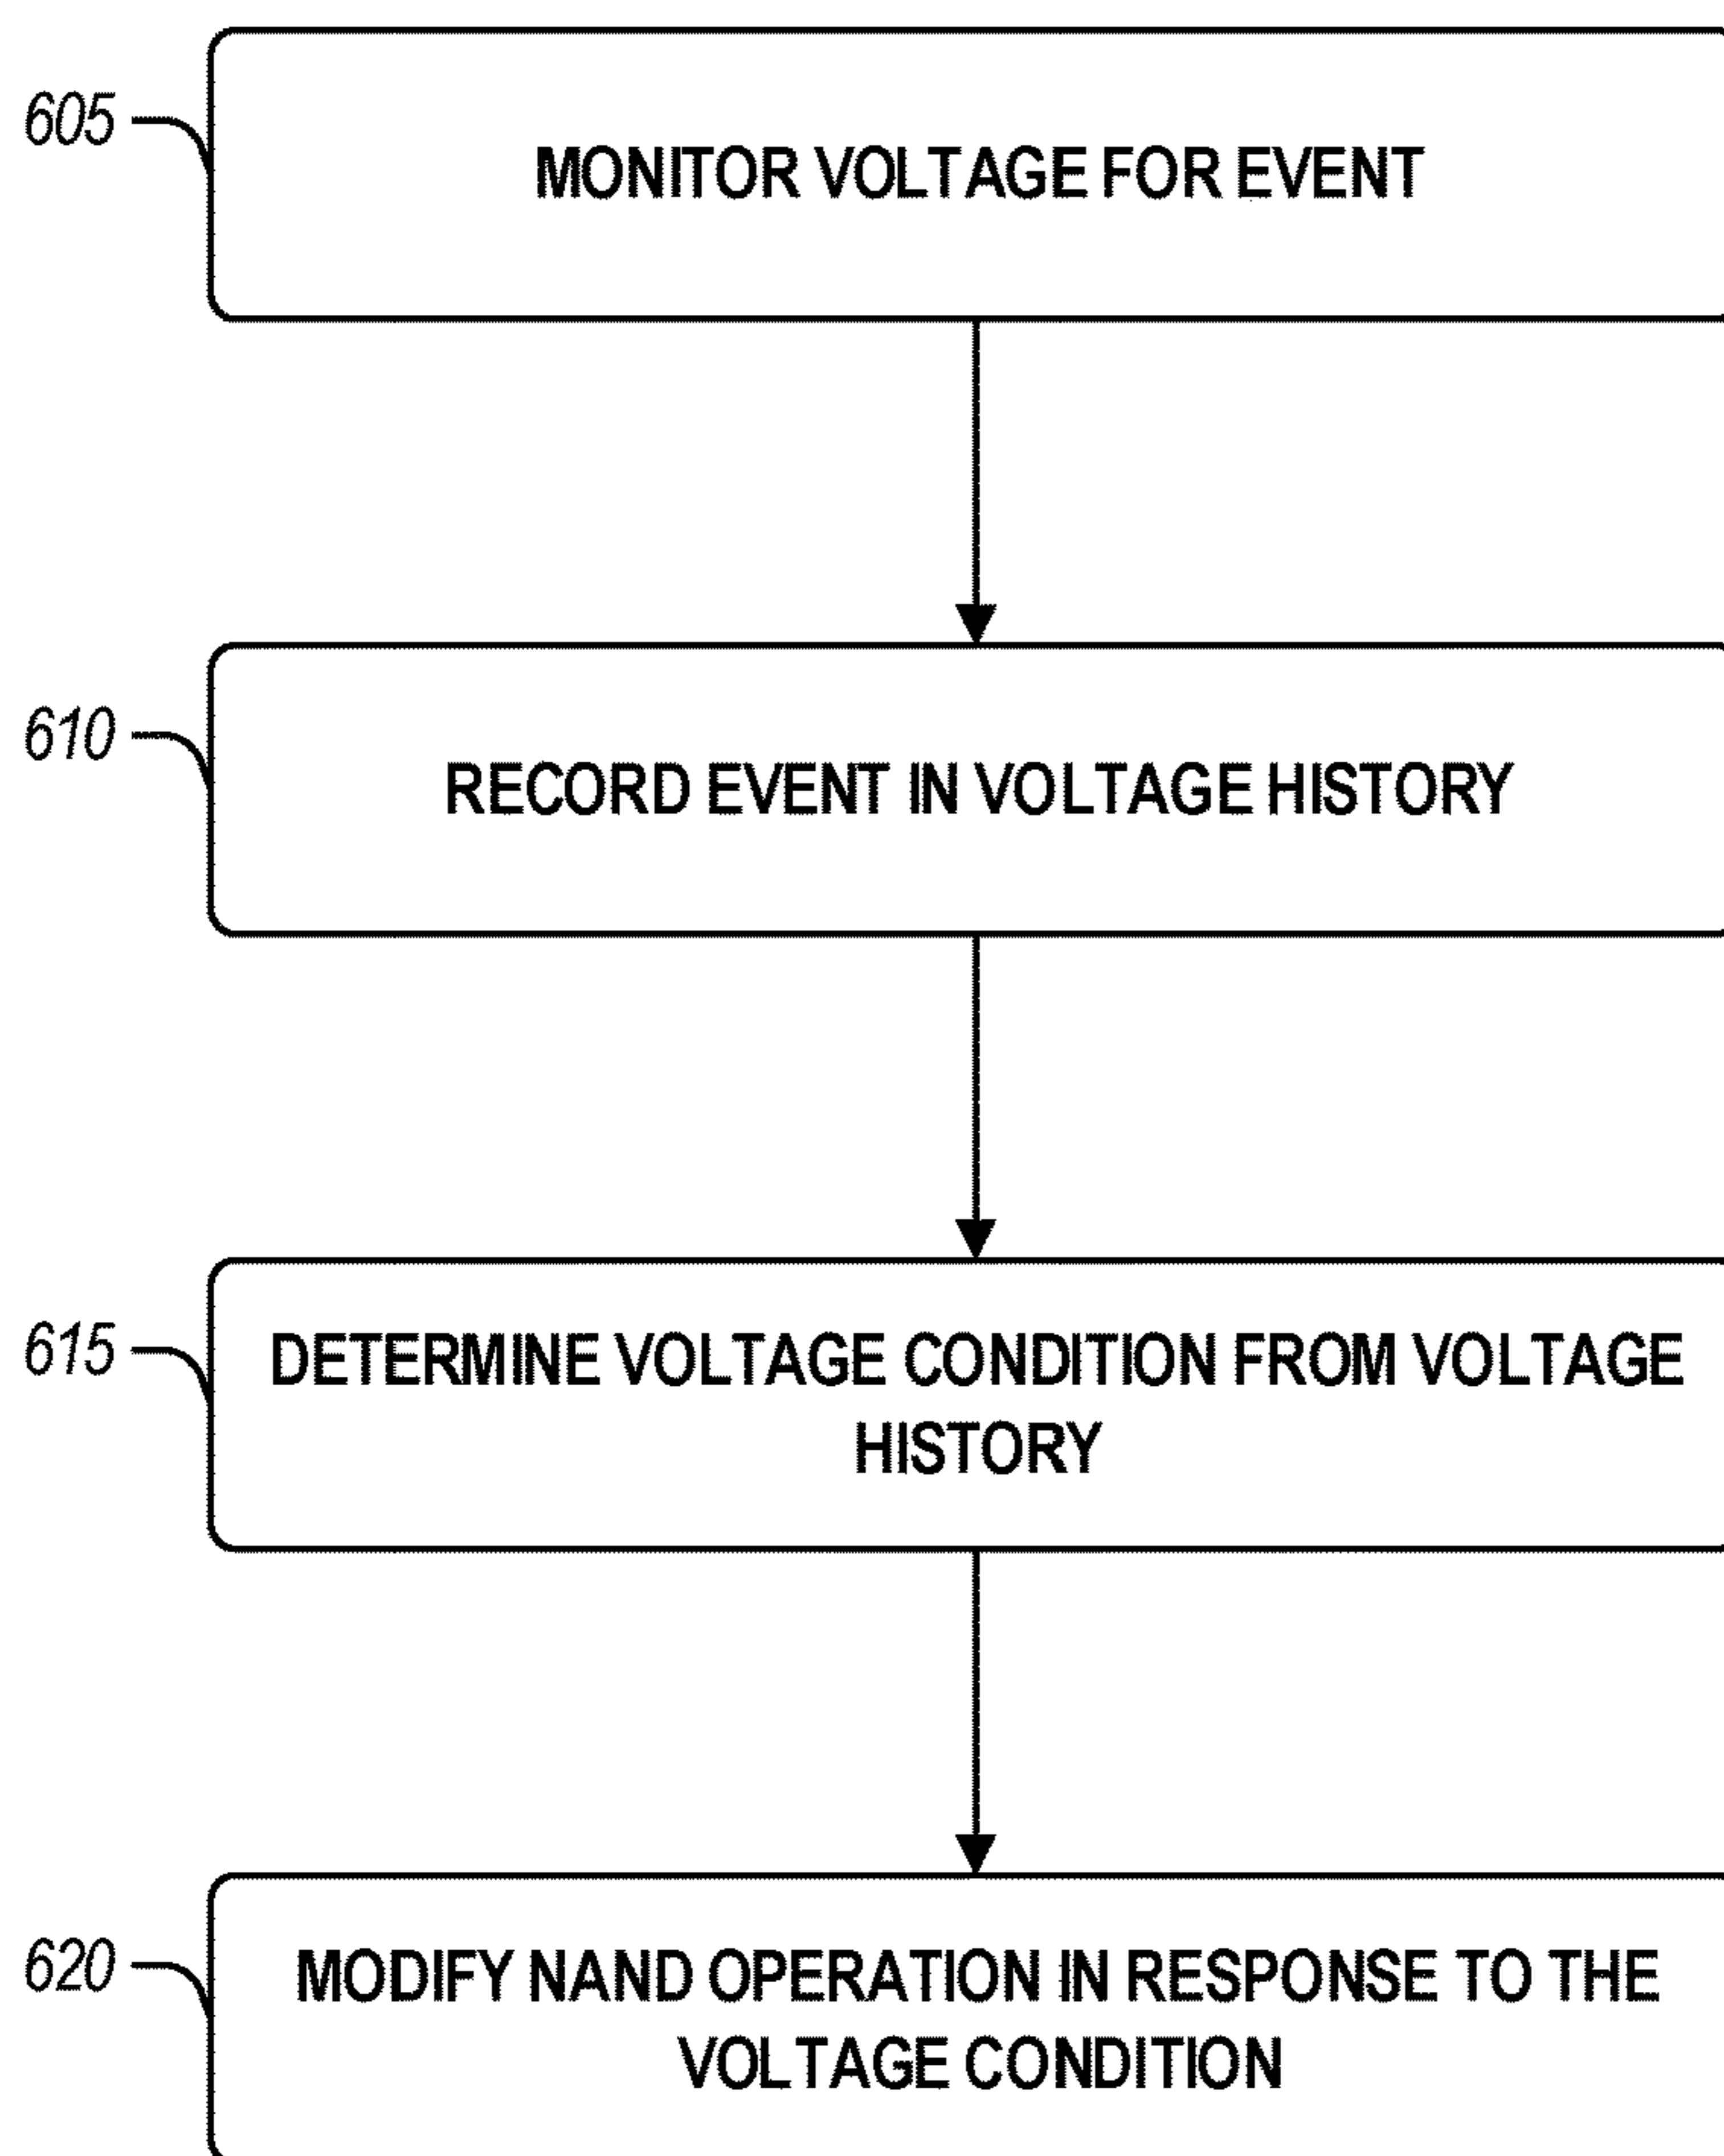 605
MONITOR VOLTAGE FOR EVENT
610
RECORD EVENT IN VOLTAGE HISTORY
615
DETERMINE VOLTAGE CONDITION FROM VOLTAGE
HISTORY
620
MODIFY NAND OPERATION IN RESPONSE TO THE
VOLTAGE CONDITION